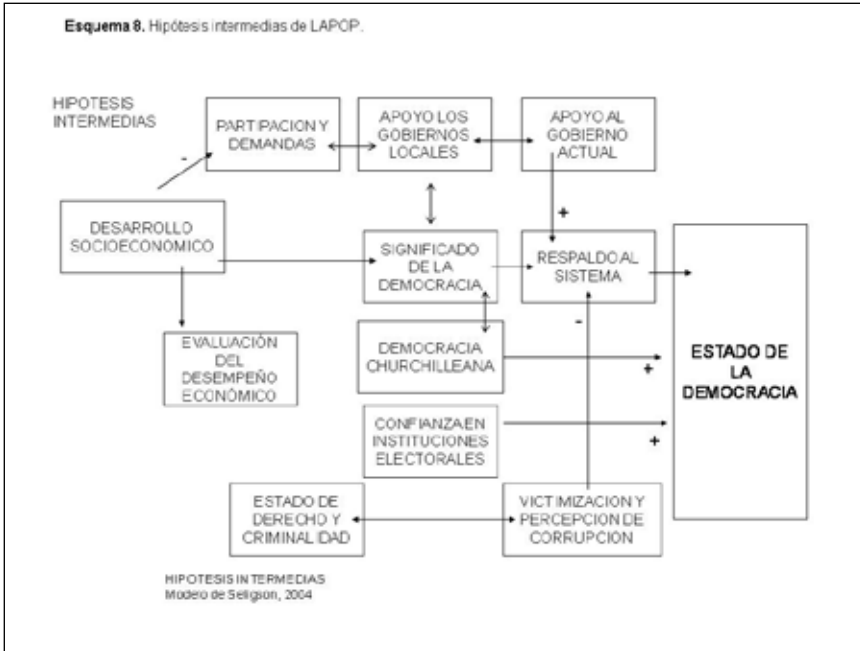 Esquema 8. Hipótesis intermedias de LAPOP.
HIPOTESIS
INTERMEDIAS
PARTIPACION Y
DEMANDAS
APOYO LOS
GOBIERNOS
LOCALES
APOYO AL
GOBIERNO
ACTUAL
-
+
DESARROLLO
SOCIOECONOMICO
SIGNIFICADO
DE LA
DEMOCRACIA
RESPALDO AL
SISTEMA
-
EVALUACIÓN
DEL
DESEMPEÑO
ECONÓMICO
DEMOCRACIA
CHURCHILLEANA
+
ESTADO DE
LA
DEMOCRACIA
CONFIANZA EN
INSTITUCIONES
ELECTORALES
+
ESTADO DE
DERECHO Y
CRIMINALIDAD
VICTIMIZACION Y
PERCEPCION DE
CORRUPCION
HIPOTESIS INTERMEDIAS
Modelo de Seligson, 2004